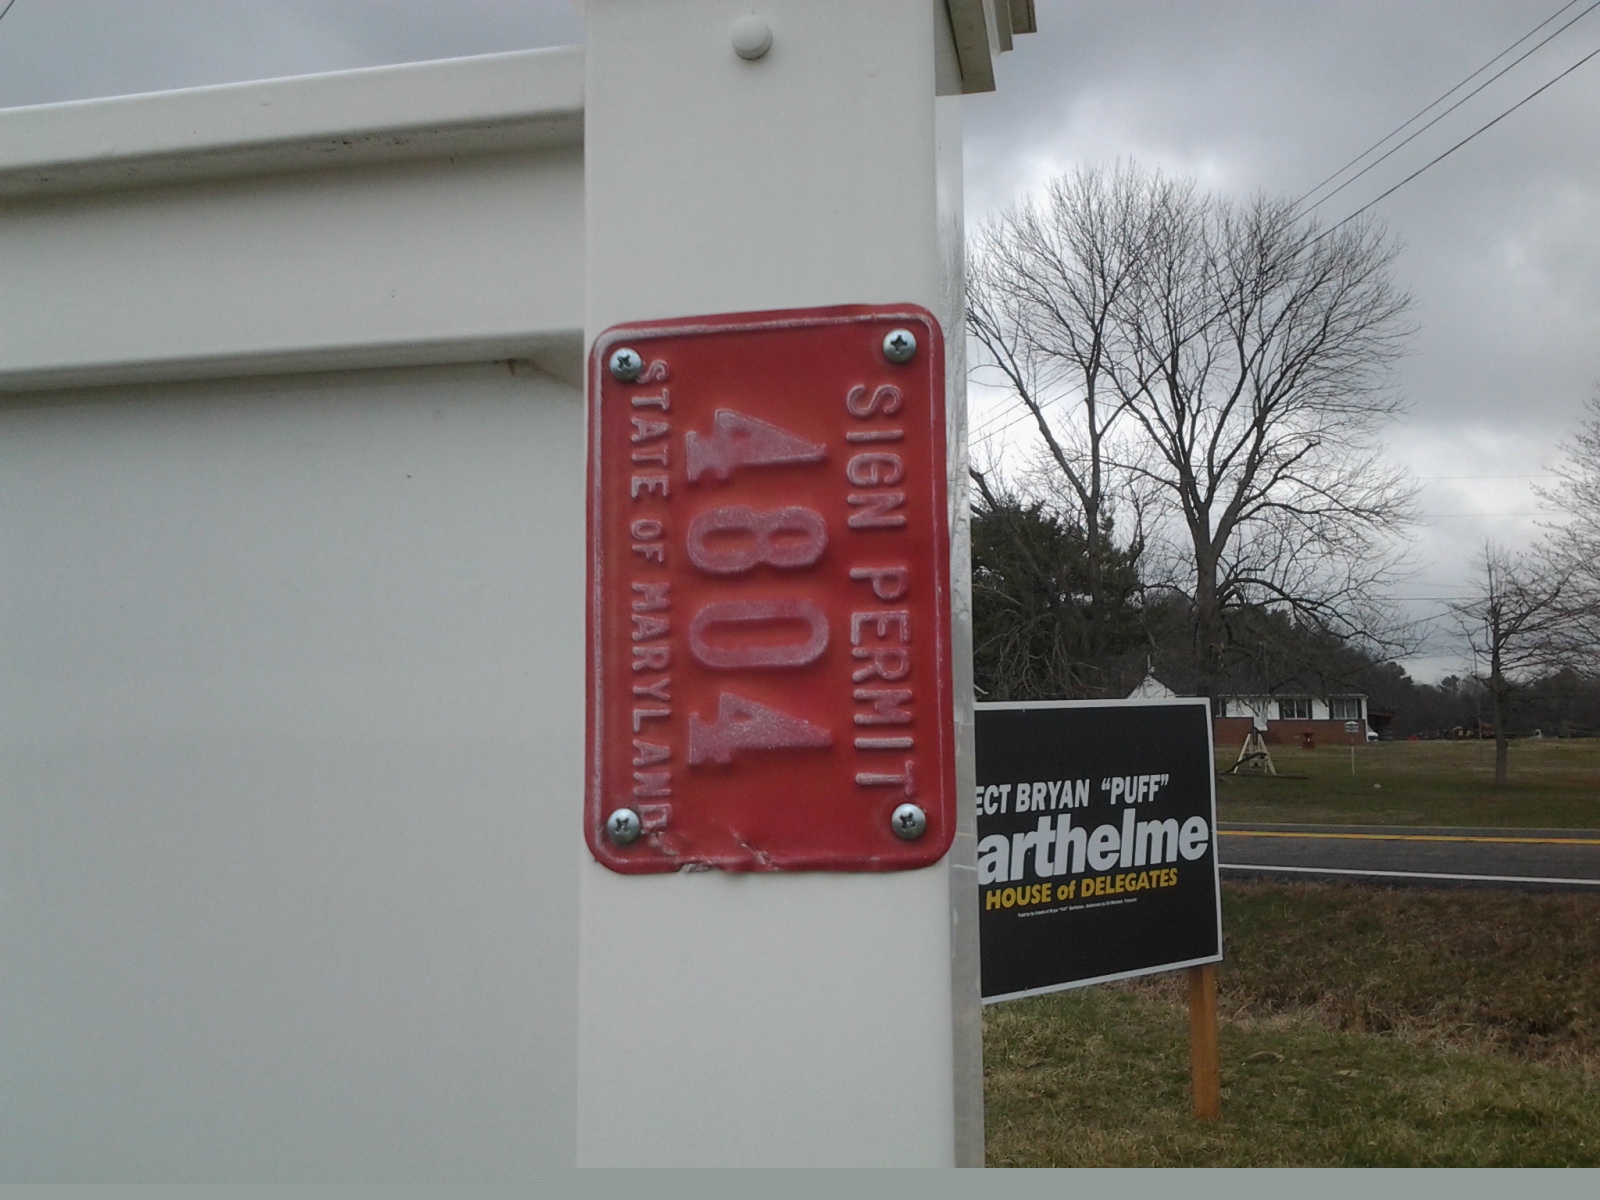 SIGN PERMIT
4804
STATE OF MARYLAND
ECT BRYAN "PUFF"
arthelme
HOUSE of DELEGATES